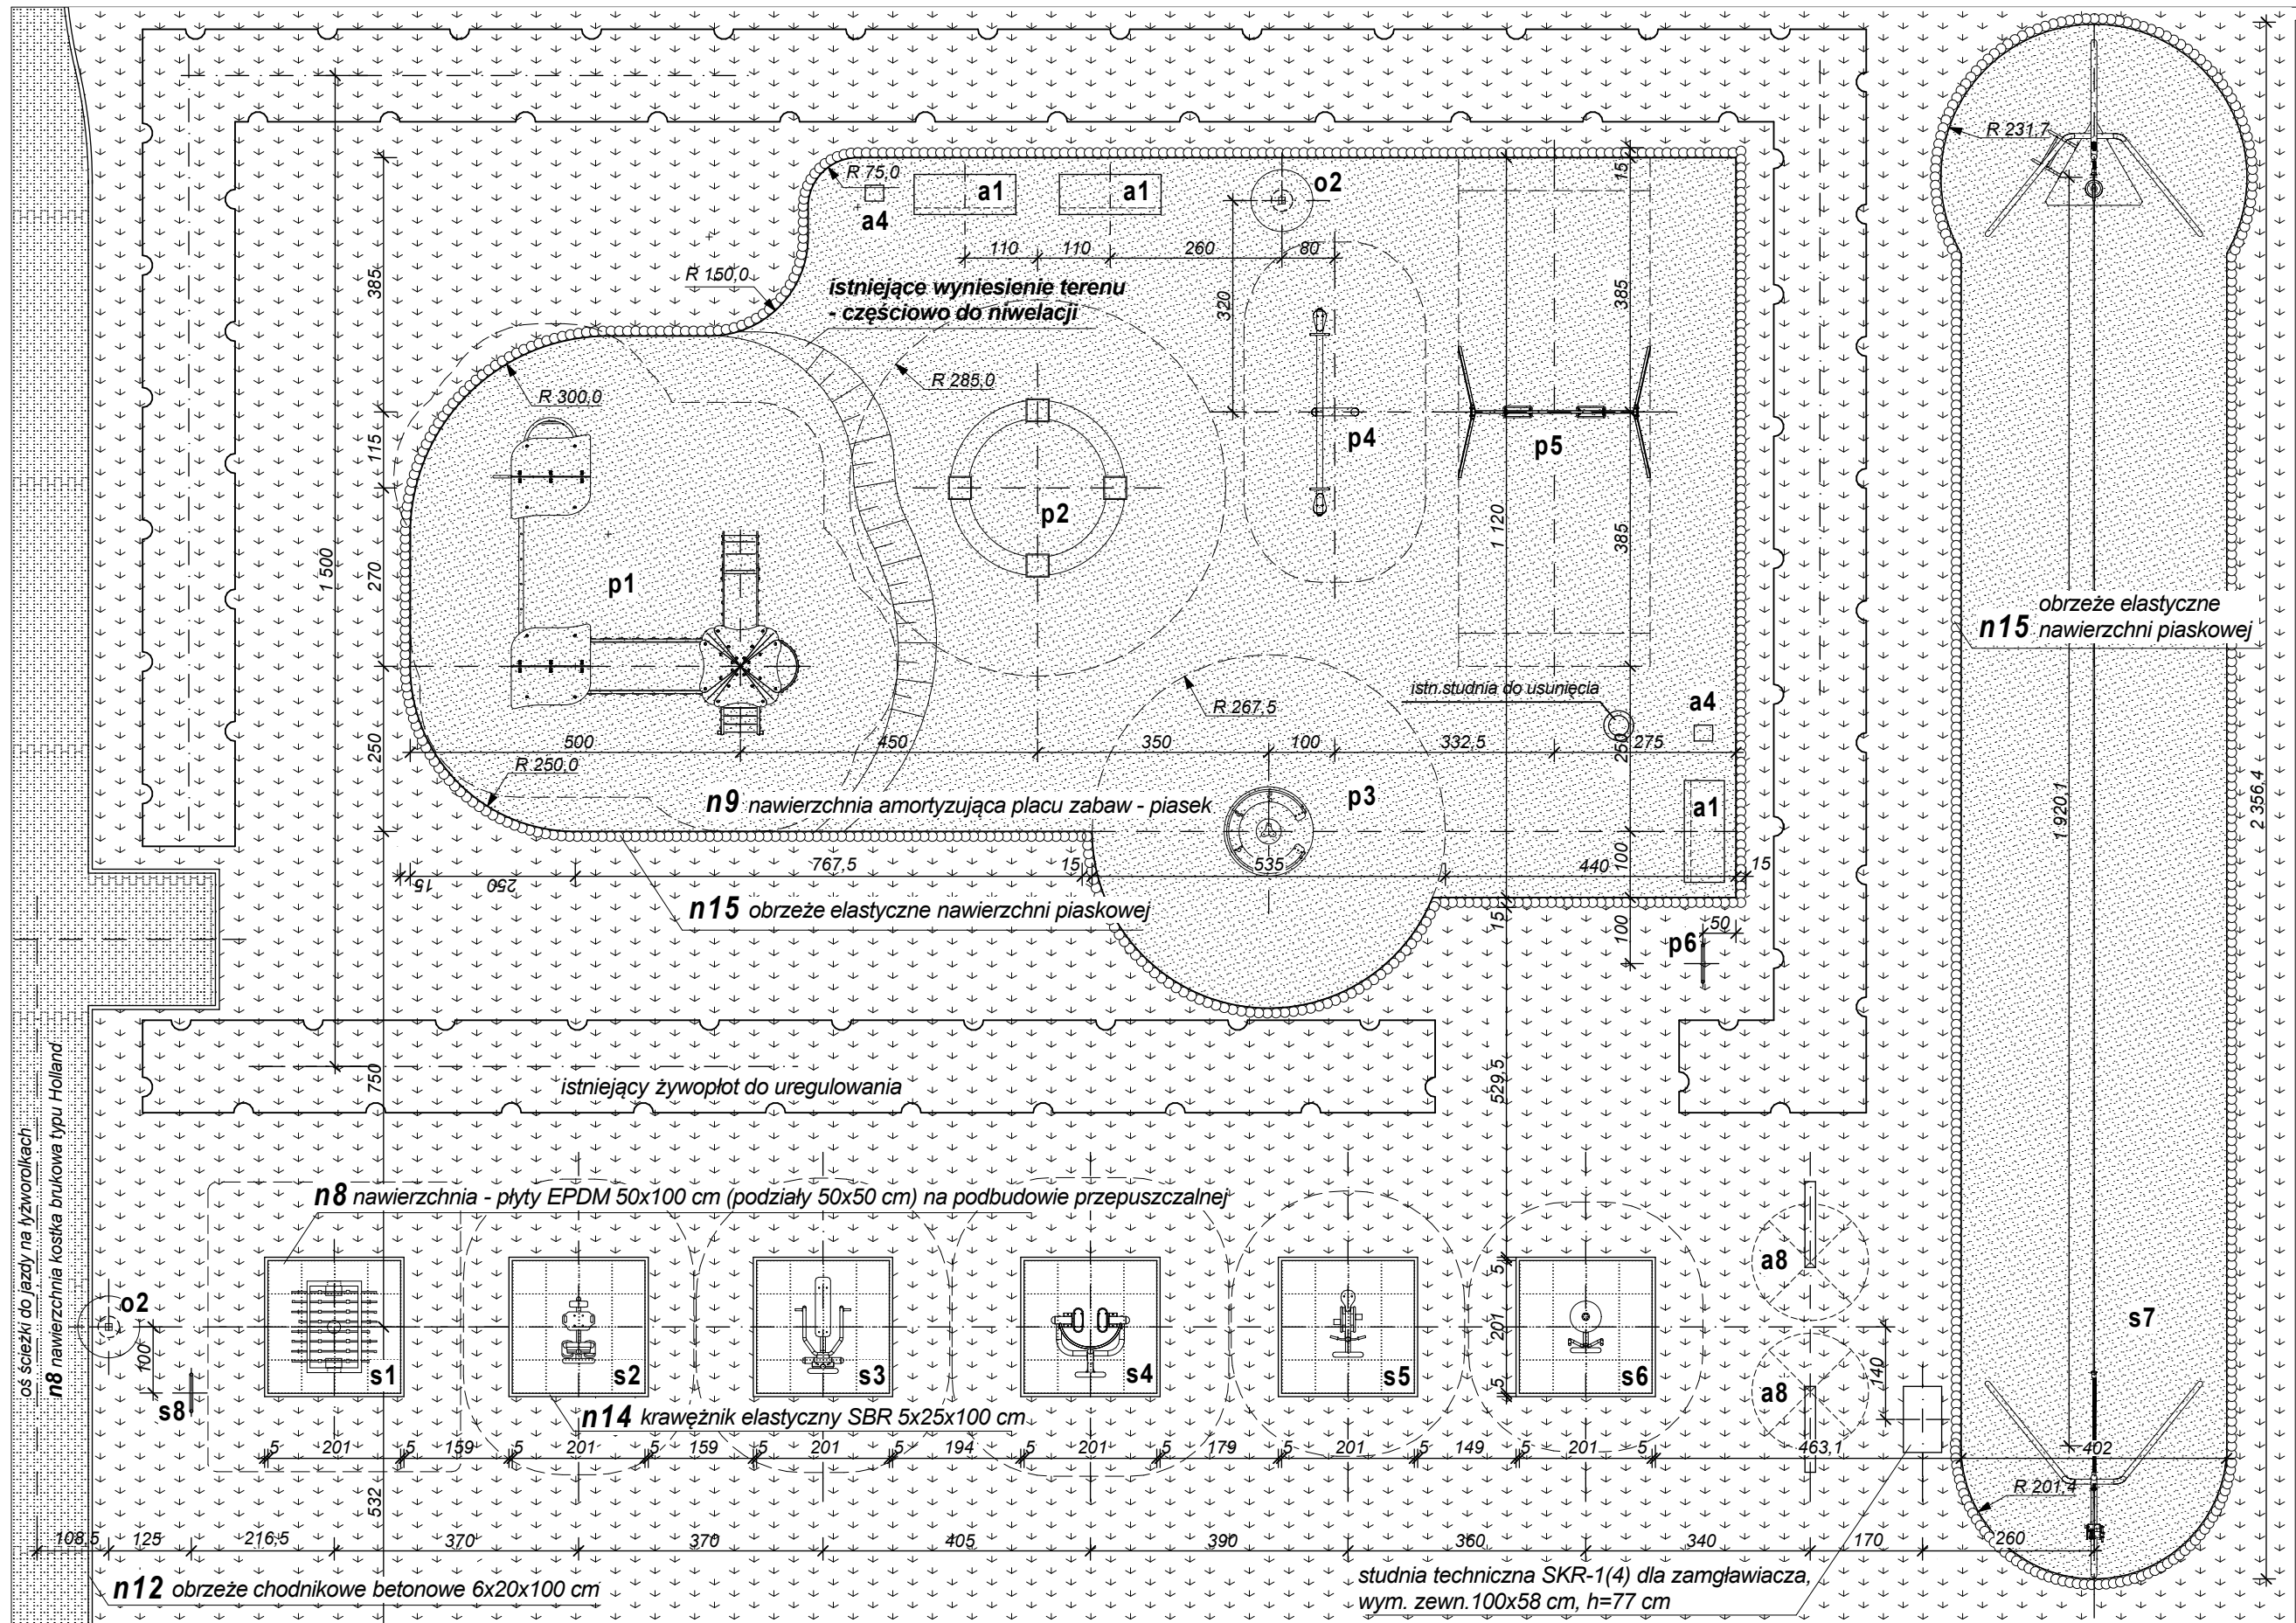 R 75,0
a4
a1
a1
o2
15
R 231,7
110
110
260
80
R 150,0
385
istniejące wyniesienie terenu
- częściowo do niwelacji
320
385
R 285,0
R 300,0
115
p4
p5
p2
1 120
385
1 500
270
p1
obrzeże elastyczne
n15 nawierzchni piaskowej
istn.studnia do usunięcia
R 267,5
a4
500
450
350
100
332,5
250
275
250
R 250,0
n9 nawierzchnia amortyzująca placu zabaw - piasek
p3
a1
1 920,1
2 356,4
15
250
767,5
15
535
440
100
15
n15 obrzeże elastyczne nawierzchni piaskowej
15
100
50
p6
750
istniejący żywopłot do uregulowania
529,5
oś ścieżki do jazdy na łyżworolkach
n8 nawierzchnia kostka brukowa typu Holland
n8 nawierzchnia - płyty EPDM 50x100 cm (podziały 50x50 cm) na podbudowie przepuszczalnej
o2
100
s8
s1
s2
s3
s4
s5
s6
5
201
5
a8
a8
140
s7
n14 krawężnik elastyczny SBR 5x25x100 cm
5
201
5
159
5
201
5
159
5
201
5
194
5
201
5
179
5
201
5
149
5
201
5
463,1
402
R 201,4
532
108,5
125
216,5
370
370
405
390
360
340
170
260
n12 obrzeże chodnikowe betonowe 6x20x100 cm
studnia techniczna SKR-1(4) dla zamgławiacza,
wym. zewn.100x58 cm, h=77 cm